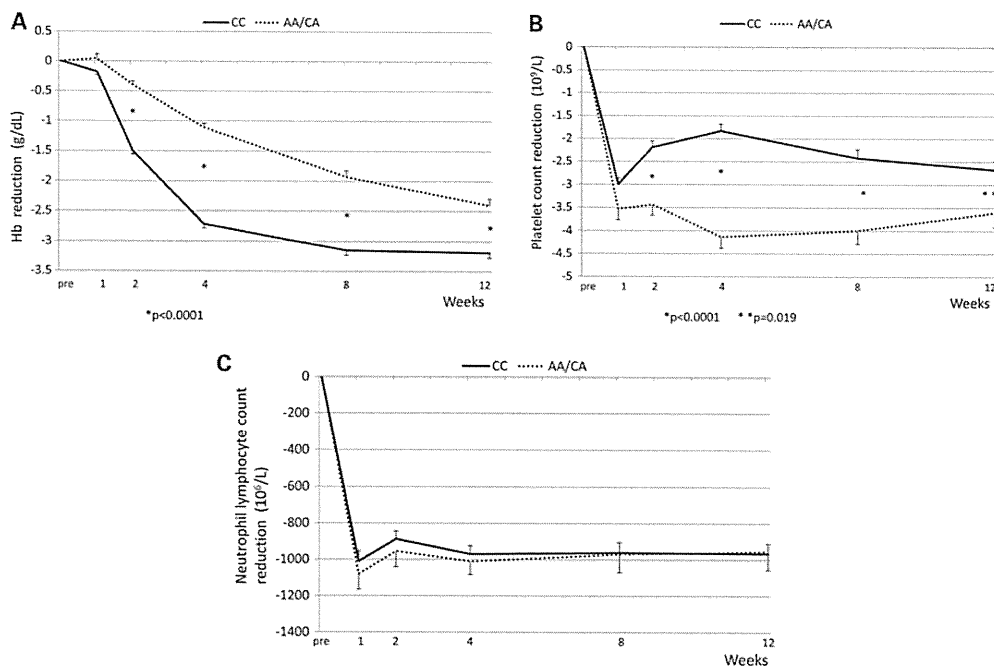 A
CC AA/CA
Hb reduction (g/dL)
0.5
0
-0.5
-1
-1.5
-2
-2.5
-3
-3.5
*
*
*
*
pre 1 2 4 8 12
Weeks
*p<0.0001
B
CC AA/CA
Platelet count reduction (10⁹/L)
0
-0.5
-1
-1.5
-2
-2.5
-3
-3.5
-4
-4.5
-5
*
*
*
* *
pre 1 2 4 8 12
Weeks
*p<0.0001 * *p=0.019
C
CC AA/CA
Neutrophil lymphocyte count
reduction (10⁶/L)
0
-200
-400
-600
-800
-1000
-1200
-1400
pre 1 2 4 8 12
Weeks